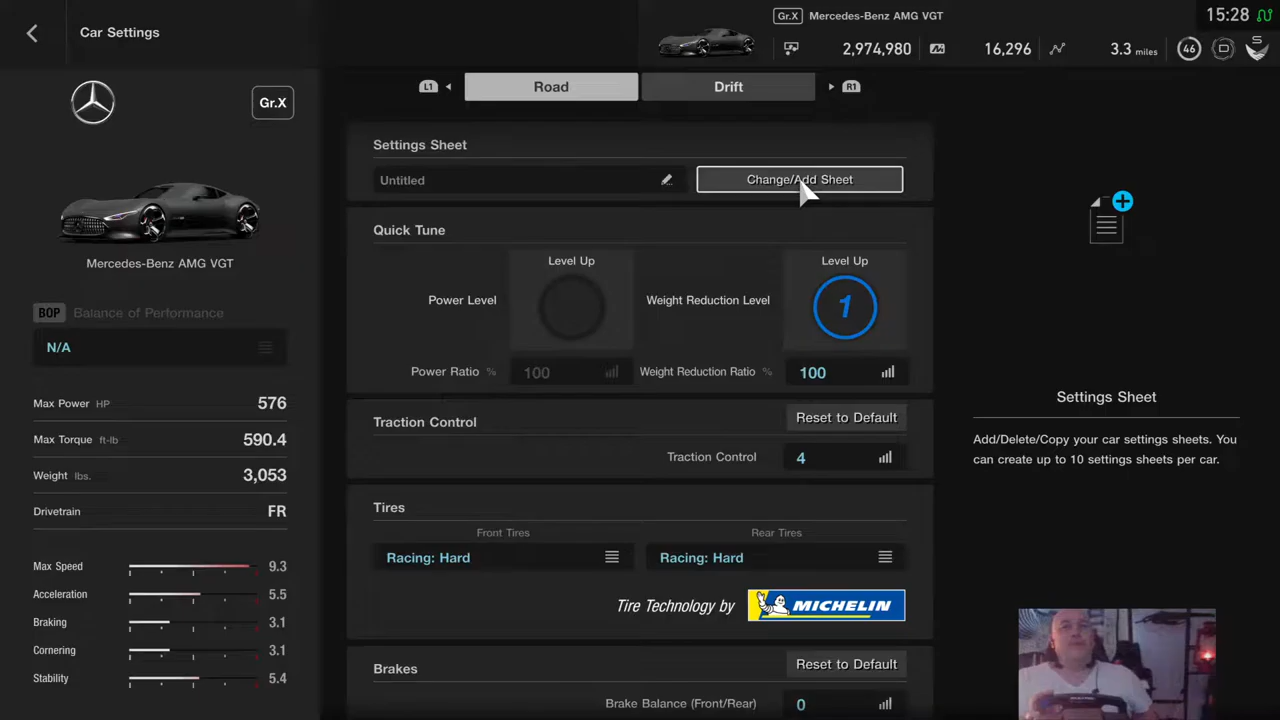 Car Settings
Gr.X Mercedes-Benz AMG VGT
15:28
2,974,980 16,296 3.3 miles 46 S
L1 Road Drift R1
Gr.X
Mercedes-Benz AMG VGT
BOP Balance of Performance
N/A
Max Power HP 576
Max Torque ft-lb 590.4
Weight lbs. 3,053
Drivetrain FR
Max Speed 9.3
Acceleration 5.5
Braking 3.1
Cornering 3.1
Stability 5.4
Settings Sheet
Untitled Change/Add Sheet
Quick Tune
Level Up Level Up
Power Level Weight Reduction Level 1
Power Ratio % 100 Weight Reduction Ratio % 100
Traction Control Reset to Default
Traction Control 4
Tires
Front Tires Rear Tires
Racing: Hard Racing: Hard
Tire Technology by MICHELIN
Brakes Reset to Default
Brake Balance (Front/Rear) 0
Settings Sheet
Add/Delete/Copy your car settings sheets. You
can create up to 10 settings sheets per car.